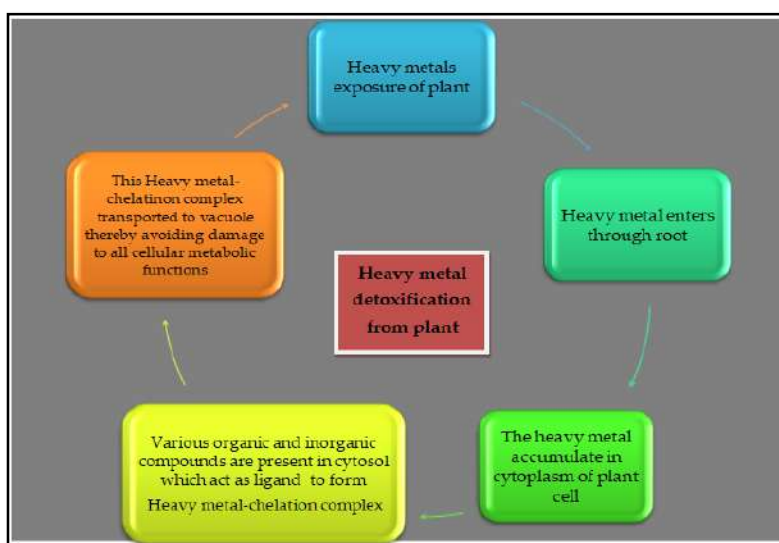 Heavy metals
exposure of plant
Heavy metal enters
through root
The heavy metal
accumulate in
cytoplasm of plant
cell
Various organic and inorganic
compounds are present in cytosol
which act as ligand to form
Heavy metal-chelation complex
This Heavy metal-
chelatinon complex
transported to vacuole
thereby avoiding damage
to all cellular metabolic
functions
Heavy metal
detoxification
from plant